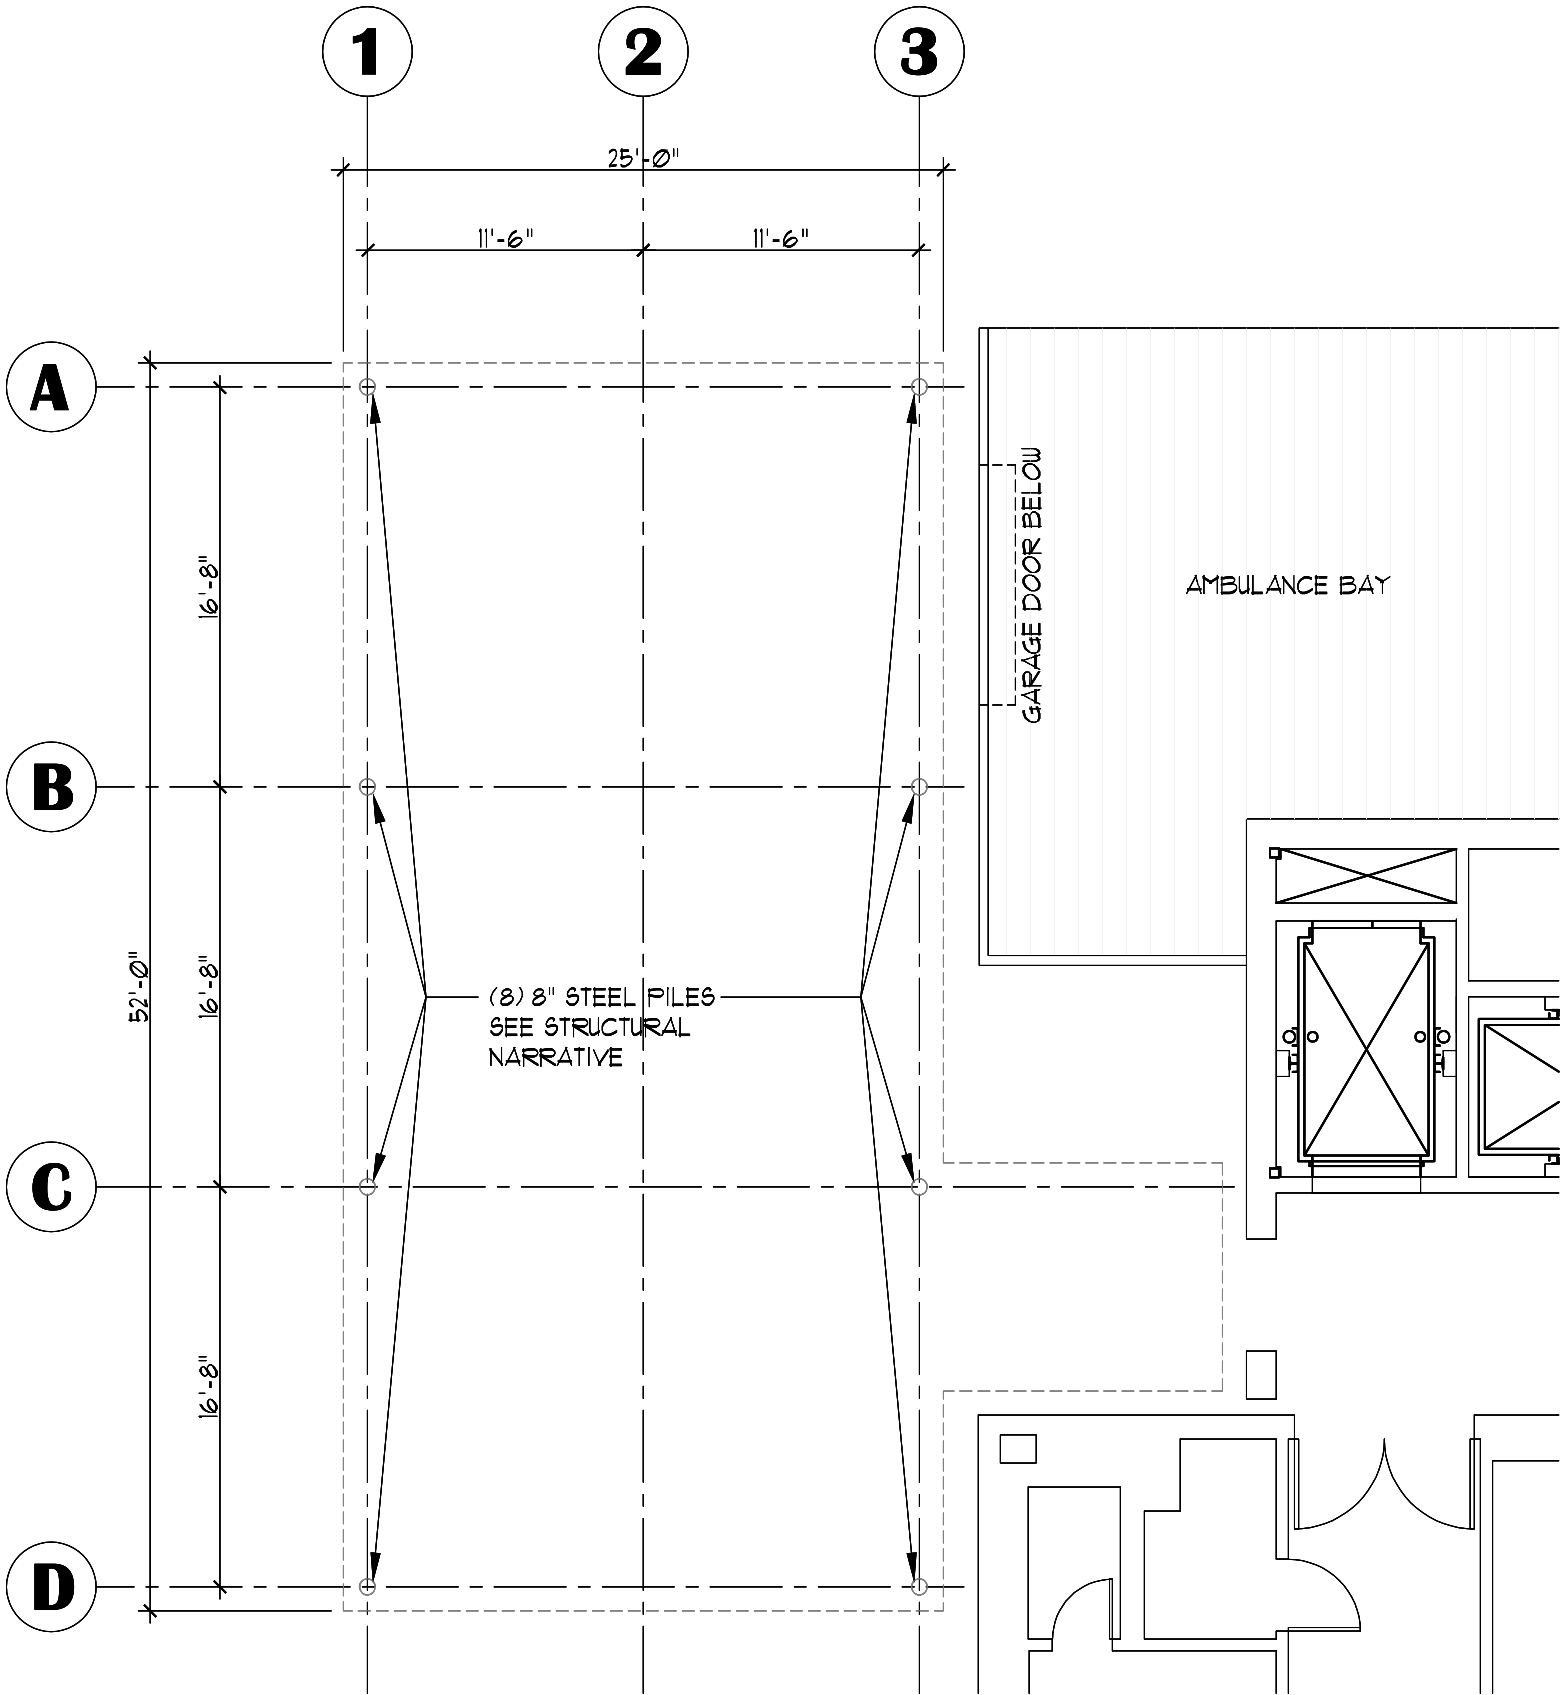 1
2
3
25'-0"
11'-6"
11'-6"
A
16'-8"
GARAGE DOOR BELOW
AMBULANCE BAY
B
52'-0"
16'-8"
(8) 8" STEEL PILES
SEE STRUCTURAL
NARRATIVE
C
16'-8"
D